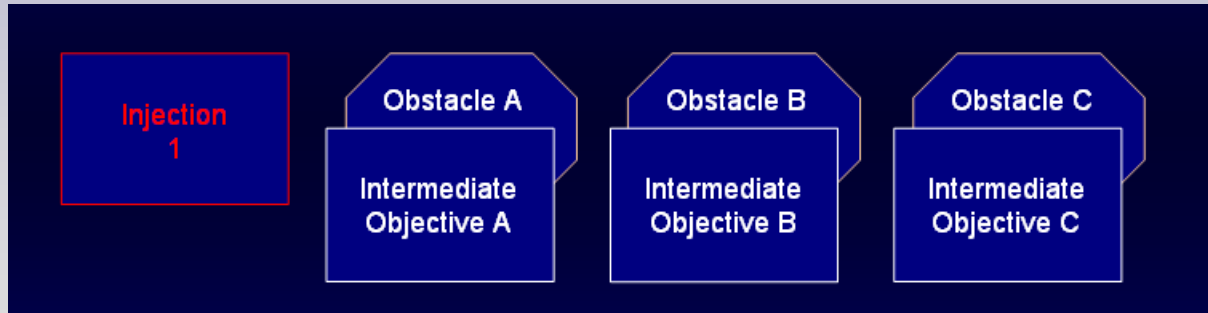 Injection
1
Obstacle A
Intermediate
Objective A
Obstacle B
Intermediate
Objective B
Obstacle C
Intermediate
Objective C